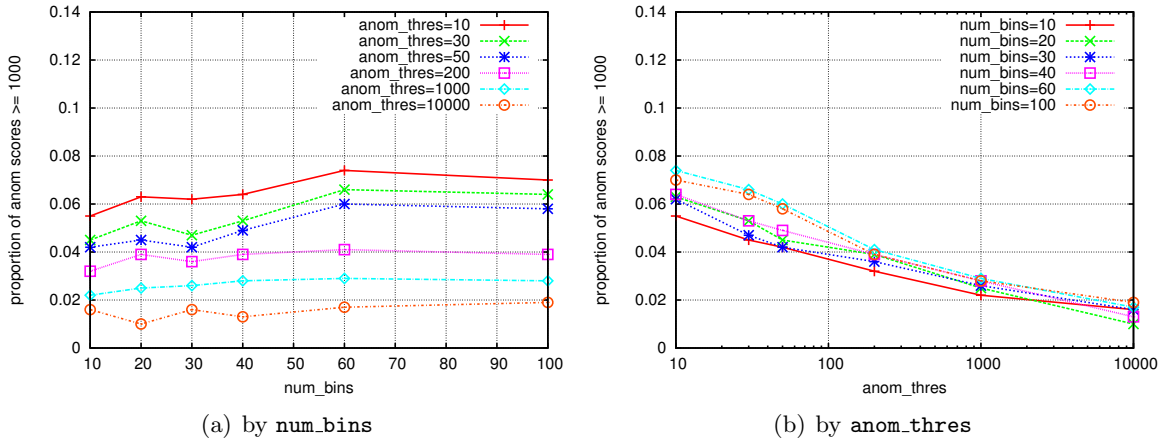 proportion of anom scores >= 1000
0.14
0.12
0.1
0.08
0.06
0.04
0.02
0
anom_thres=10
anom_thres=30
anom_thres=50
anom_thres=200
anom_thres=1000
anom_thres=10000
10 20 30 40 50 60 70 80 90 100
num_bins
(a) by num_bins
proportion of anom scores >= 1000
0.14
0.12
0.1
0.08
0.06
0.04
0.02
0
num_bins=10
num_bins=20
num_bins=30
num_bins=40
num_bins=60
num_bins=100
10 100 1000 10000
anom_thres
(b) by anom_thres